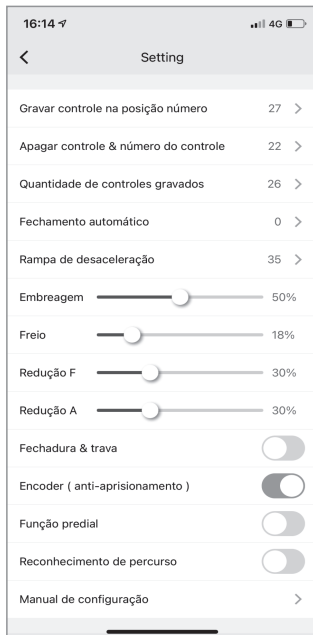 16:14 4G
Setting
Gravar controle na posição número 27
Apagar controle & número do controle 22
Quantidade de controles gravados 26
Fechamento automático 0
Rampa de desaceleração 35
Embreagem 50%
Freio 18%
Redução F 30%
Redução A 30%
Fechadura & trava
Encoder ( anti-aprisionamento )
Função predial
Reconhecimento de percurso
Manual de configuração